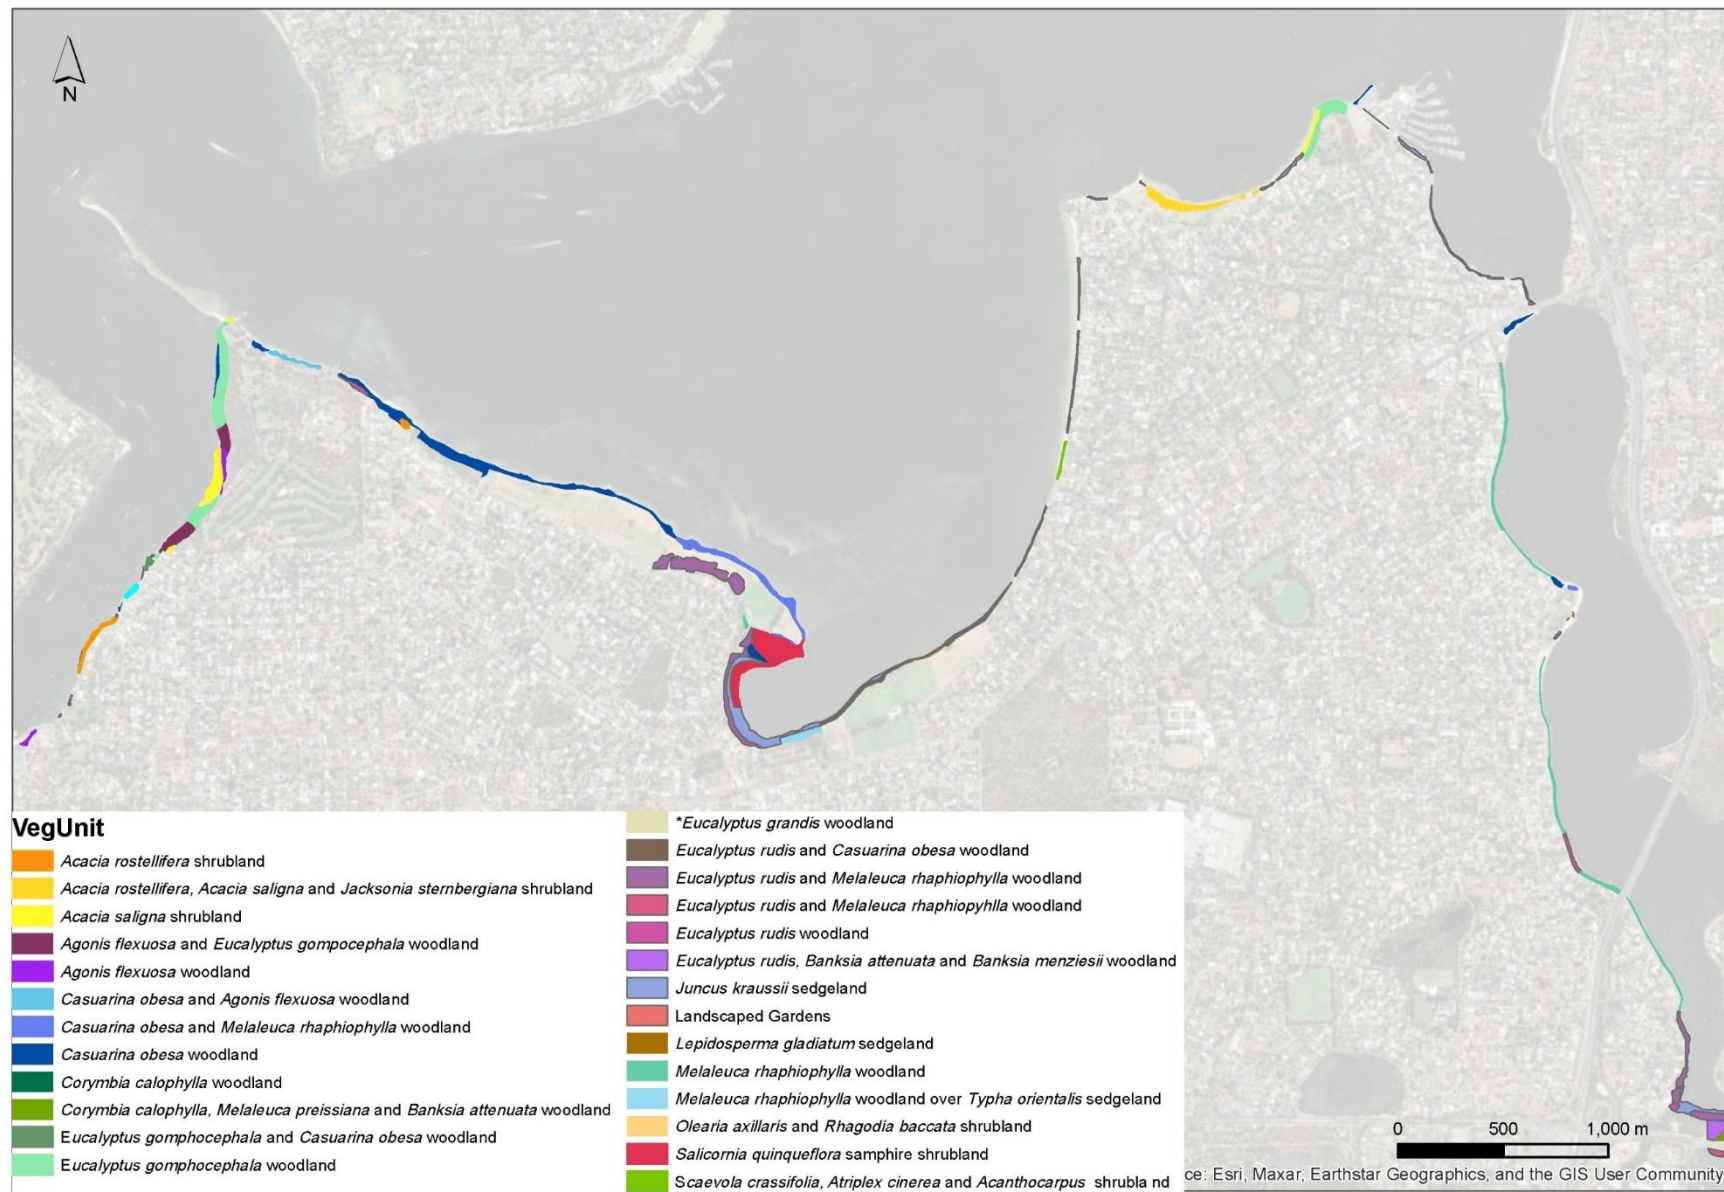 N
VegUnit
Acacia rostellifera shrubland
Acacia rostellifera, Acacia saligna and Jacksonia sternbergiana shrubland
Acacia saligna shrubland
Agonis flexuosa and Eucalyptus gompocephala woodland
Agonis flexuosa woodland
Casuarina obesa and Agonis flexuosa woodland
Casuarina obesa and Melaleuca rhaphiophylla woodland
Casuarina obesa woodland
Corymbia calophylla woodland
Corymbia calophylla, Melaleuca preissiana and Banksia attenuata woodland
Eucalyptus gomphocephala and Casuarina obesa woodland
Eucalyptus gomphocephala woodland
*Eucalyptus grandis woodland
Eucalyptus rudis and Casuarina obesa woodland
Eucalyptus rudis and Melaleuca rhaphiophylla woodland
Eucalyptus rudis and Melaleuca rhaphiopyhlla woodland
Eucalyptus rudis woodland
Eucalyptus rudis, Banksia attenuata and Banksia menziesii woodland
Juncus kraussii sedgeland
Landscaped Gardens
Lepidosperma gladiatum sedgeland
Melaleuca rhaphiophylla woodland
Melaleuca rhaphiophylla woodland over Typha orientalis sedgeland
Olearia axillaris and Rhagodia baccata shrubland
Salicornia quinqueflora samphire shrubland
Scaevola crassifolia, Atriplex cinerea and Acanthocarpus shrubla nd
0 500 1,000 m
ce: Esri, Maxar, Earthstar Geographics, and the GIS User Community